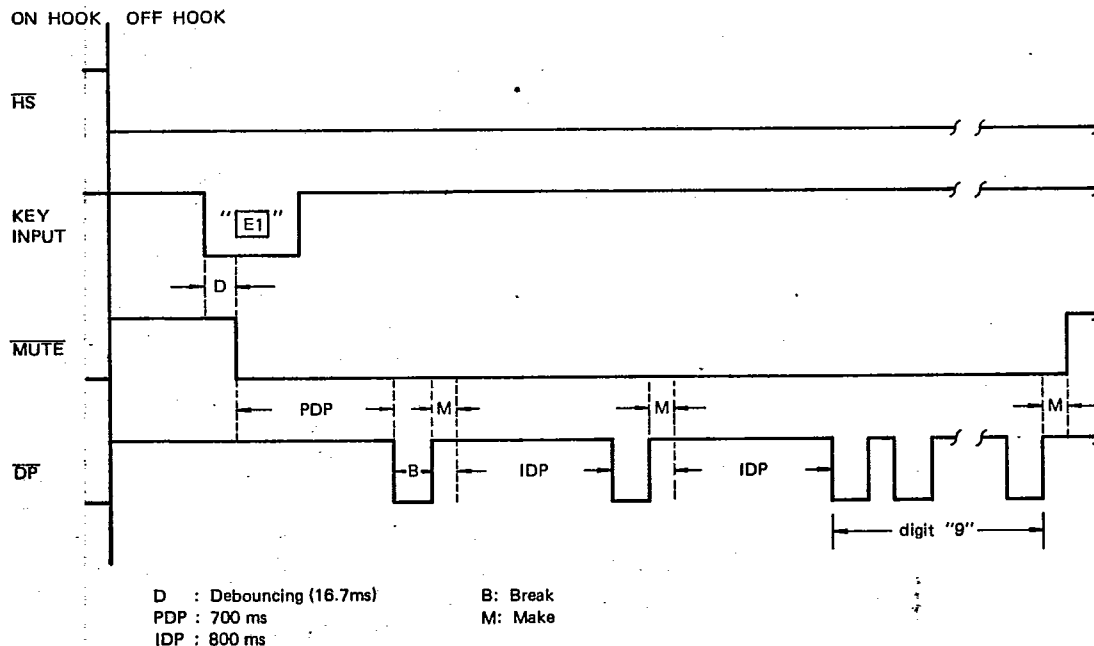 ON HOOK OFF HOOK
HS
KEY
INPUT
"E1"
D
MUTE
PDP
M
M
M
DP
B
IDP
IDP
digit "9"
D : Debouncing (16.7ms)
B: Break
PDP : 700 ms
M: Make
IDP : 800 ms